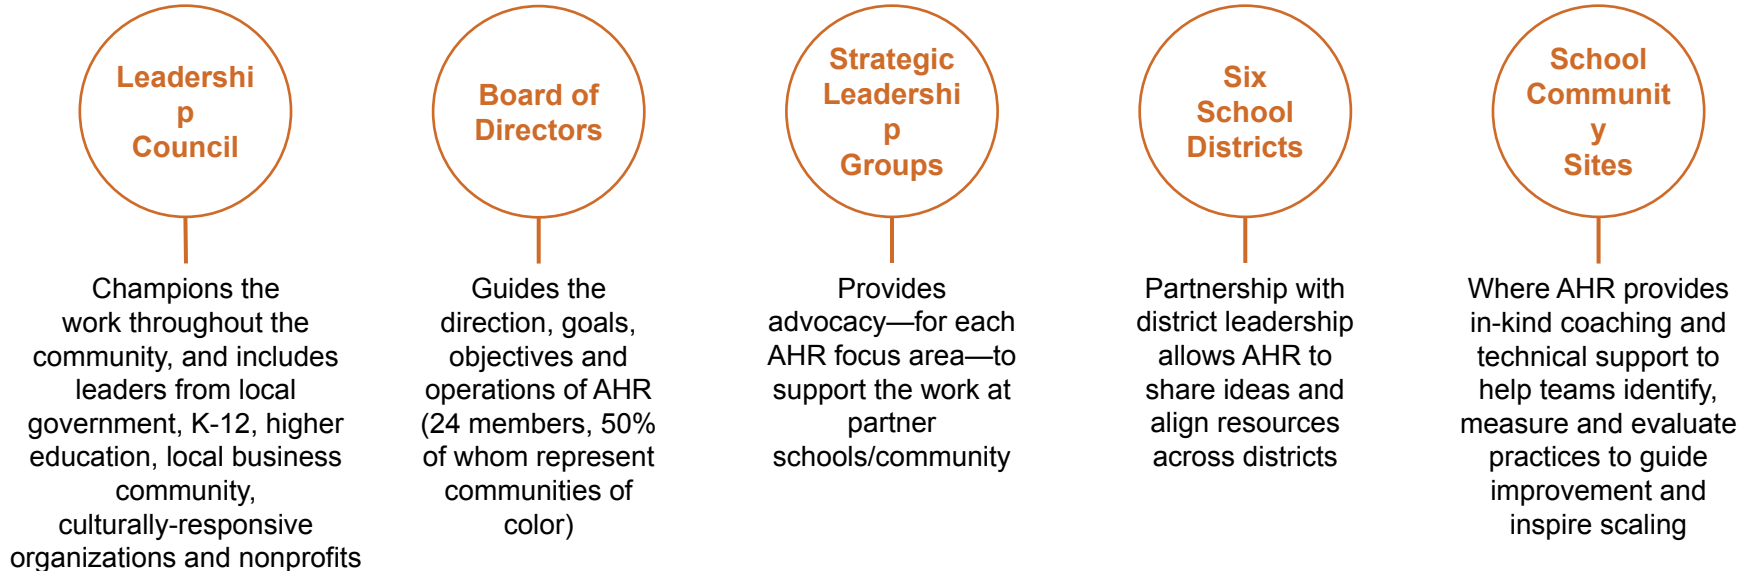 Leadershi
p
Council
Champions the
work throughout the
community, and includes
leaders from local
government, K-12, higher
education, local business
community,
culturally-responsive
organizations and nonprofits
Board of
Directors
Guides the
direction, goals,
objectives and
operations of AHR
(24 members, 50%
of whom represent
communities of
color)
Strategic
Leadershi
p
Groups
Provides
advocacy—for each
AHR focus area—to
support the work at
partner
schools/community
Six
School
Districts
Partnership with
district leadership
allows AHR to
share ideas and
align resources
across districts
School
Communit
y
Sites
Where AHR provides
in-kind coaching and
technical support to
help teams identify,
measure and evaluate
practices to guide
improvement and
inspire scaling